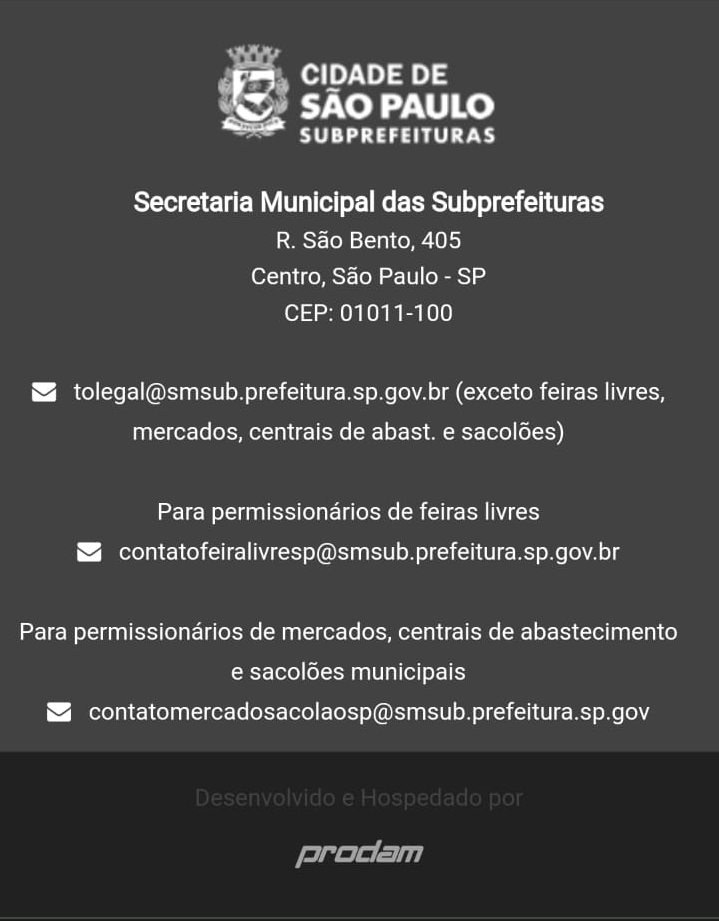 CIDADE DE
SÃO PAULO
SUBPREFEITURAS
Secretaria Municipal das Subprefeituras
R. São Bento, 405
Centro, São Paulo - SP
CEP: 01011-100
tolegal@smsub.prefeitura.sp.gov.br (exceto feiras livres,
mercados, centrais de abast. e sacolões)
Para permissionários de feiras livres
contatofeiralivresp@smsub.prefeitura.sp.gov.br
Para permissionários de mercados, centrais de abastecimento
e sacolões municipais
contatomercadosacolaosp@smsub.prefeitura.sp.gov
Desenvolvido e Hospedado por
prodam